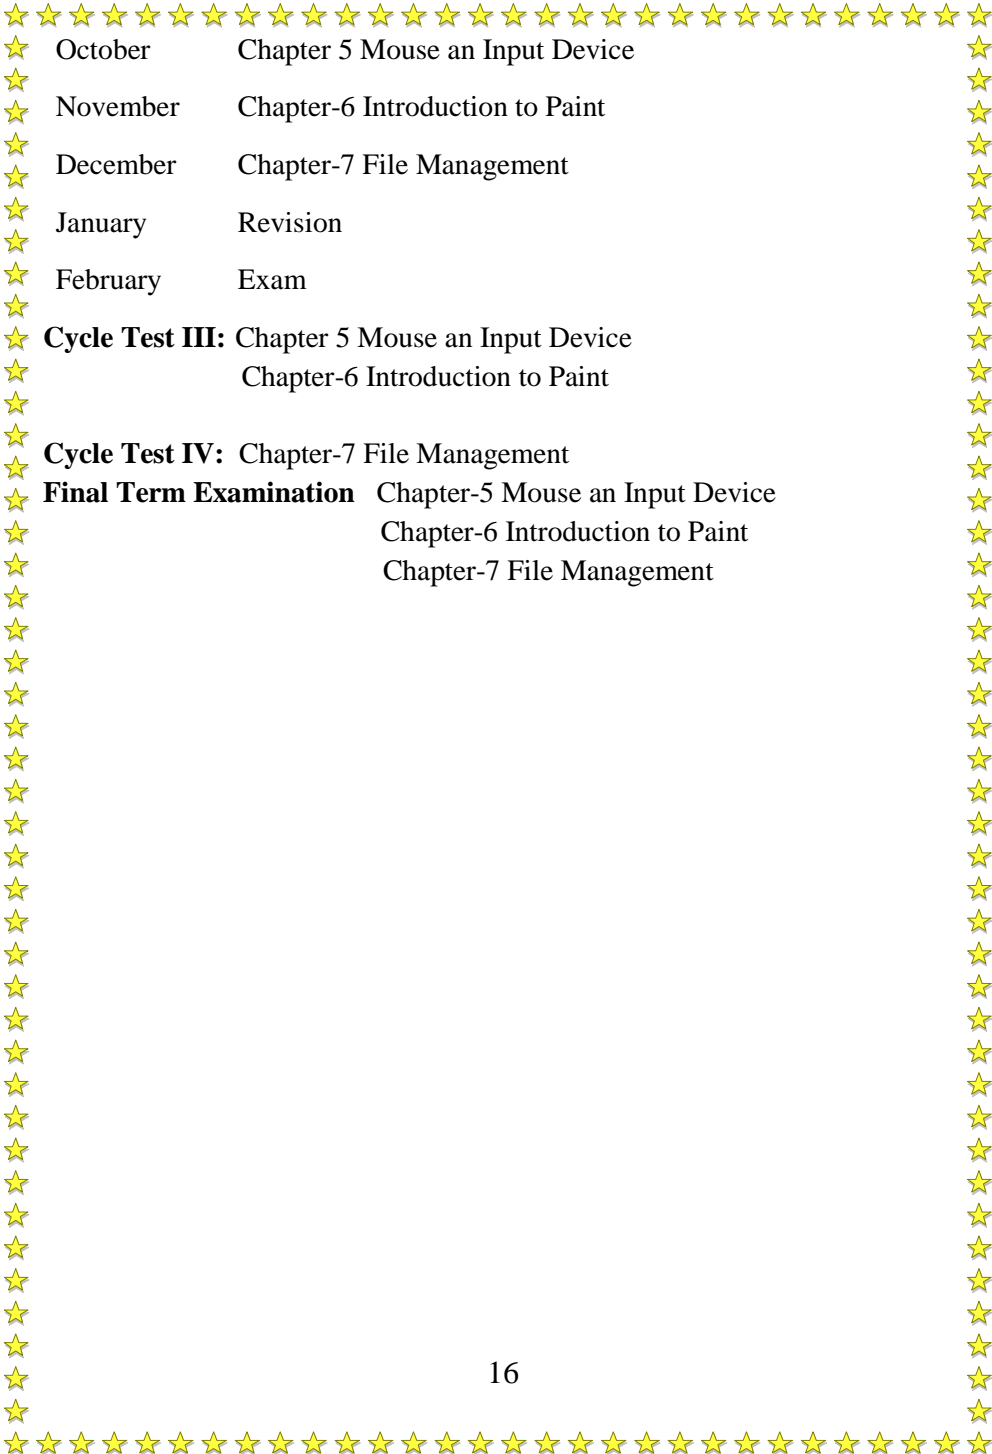 October Chapter 5 Mouse an Input Device
November Chapter-6 Introduction to Paint
December Chapter-7 File Management
January Revision
February Exam
Cycle Test III: Chapter 5 Mouse an Input Device
Chapter-6 Introduction to Paint
Cycle Test IV: Chapter-7 File Management
Final Term Examination Chapter-5 Mouse an Input Device
Chapter-6 Introduction to Paint
Chapter-7 File Management
16